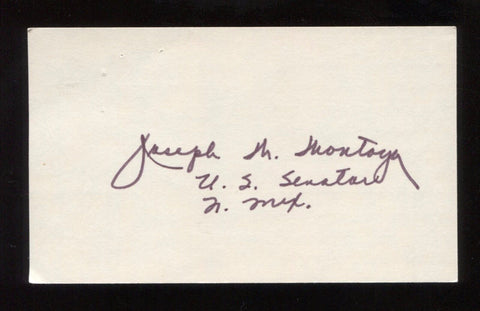 Joseph M. Montoya
U. S. Senator
N. Mex.